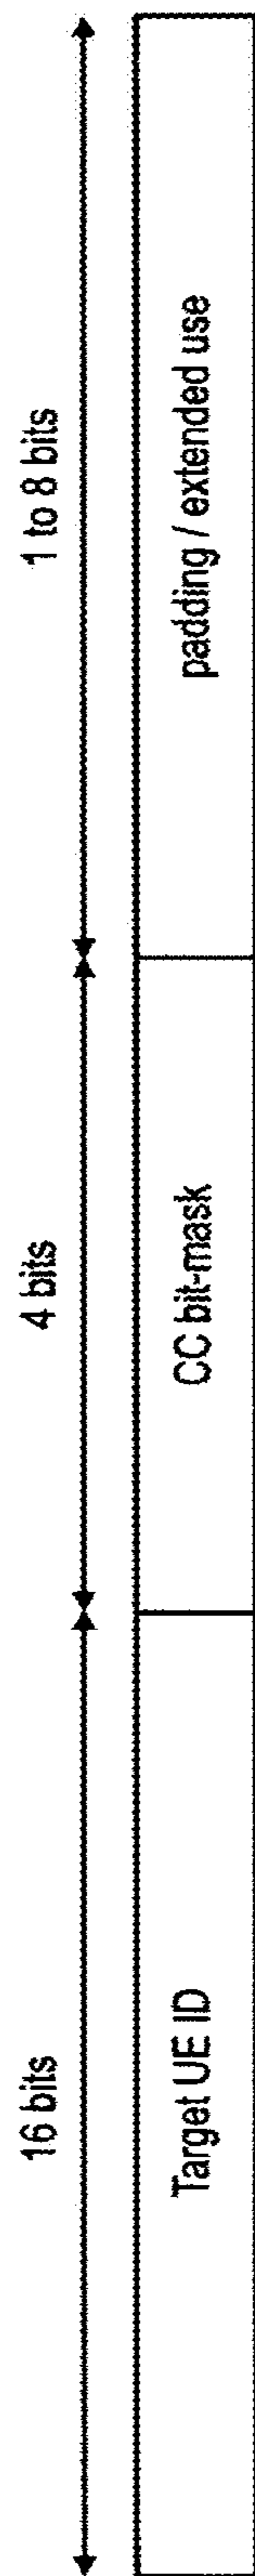 16 bits
4 bits
1 to 8 bits
Target UE ID
CC bit-mask
padding / extended use